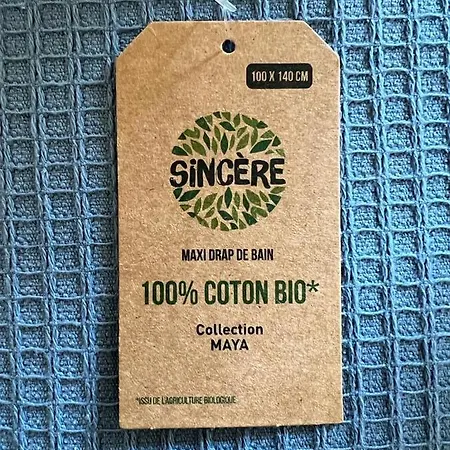 100 X 140 CM
SiNCÈRE
MAXI DRAP DE BAIN
100% COTON BIO*
Collection
MAYA
*ISSU DE L'AGRICULTURE BIOLOGIQUE